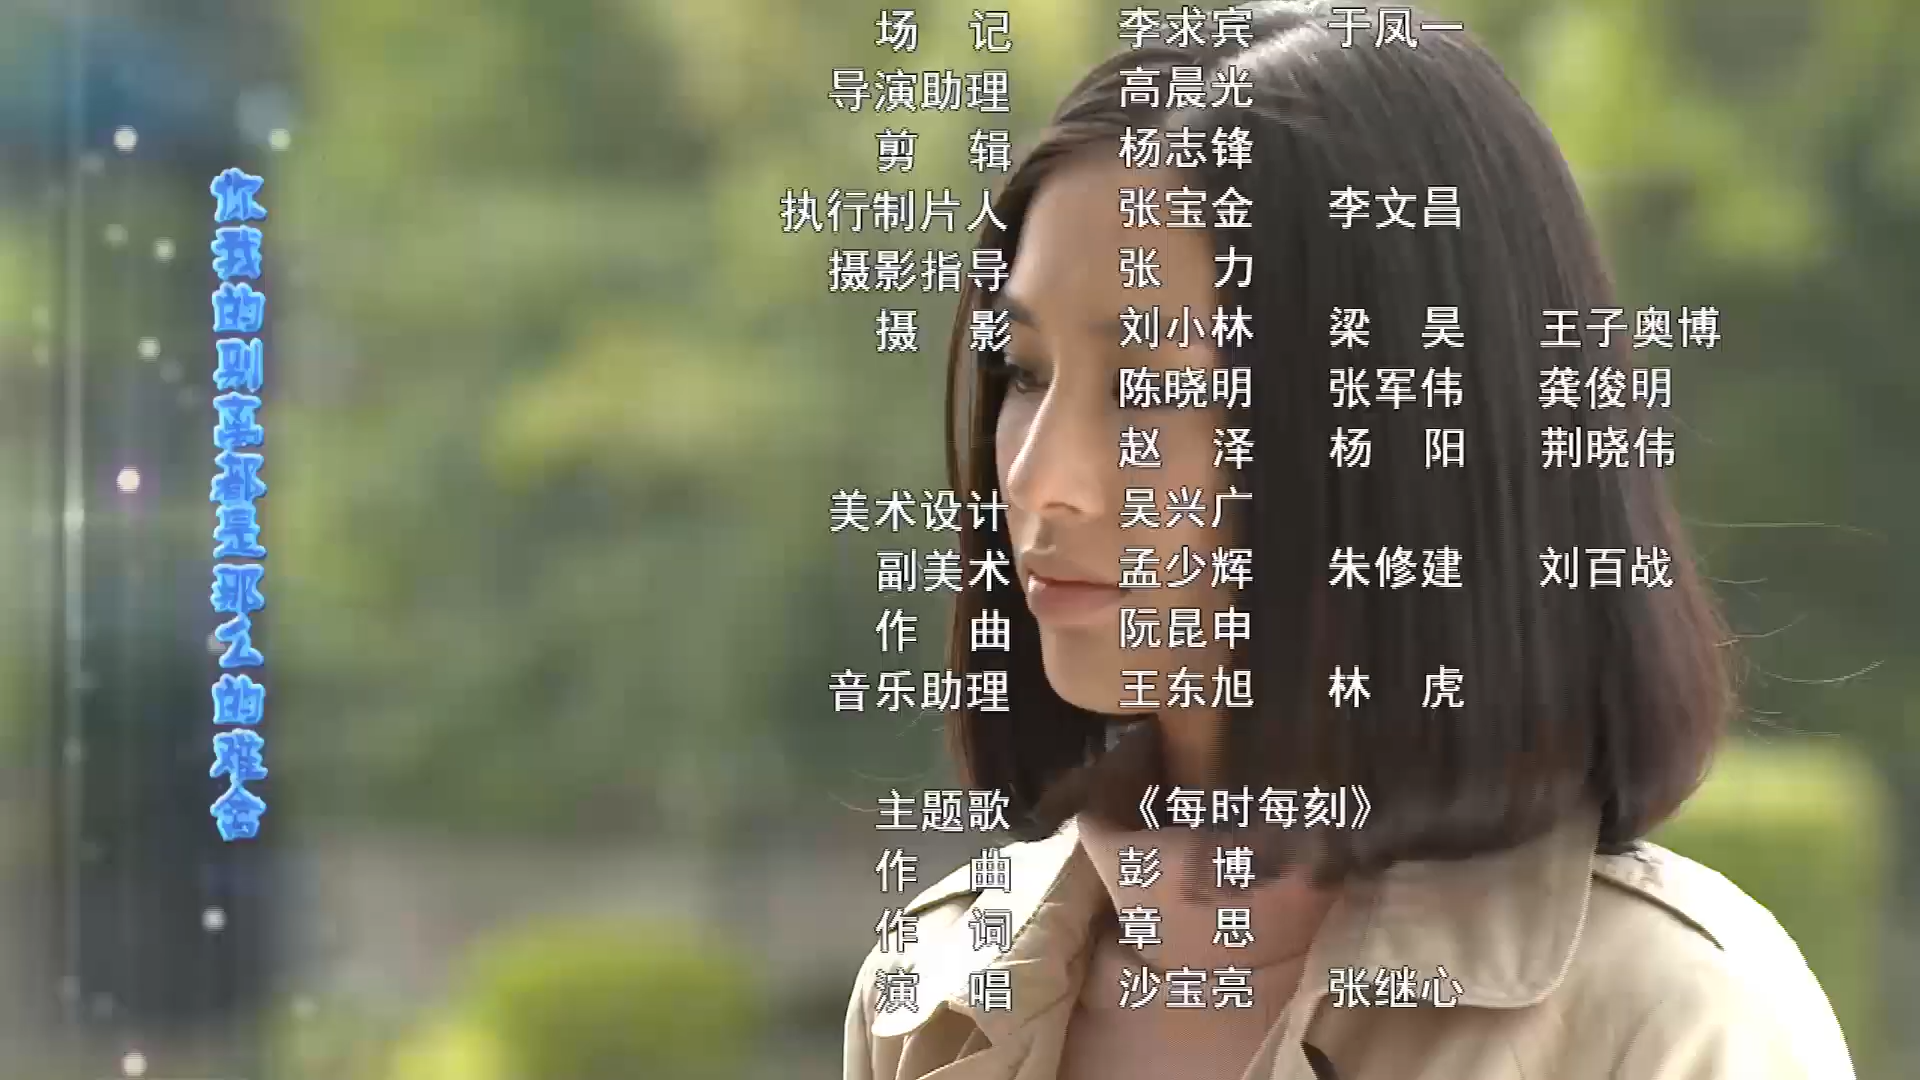 你我的别离都是那么的难舍
场 记 李求宾 于凤一
导演助理 高晨光
剪 辑 杨志锋
执行制片人 张宝金 李文昌
摄影指导 张 力
摄 影 刘小林 梁 昊 王子奥博
陈晓明 张军伟 龚俊明
赵 泽 杨 阳 荆晓伟
美术设计 吴兴广
副美术 孟少辉 朱修建 刘百战
作 曲 阮昆申
音乐助理 王东旭 林 虎
主题歌 《每时每刻》
作 曲 彭 博
作 词 章 思
演 唱 沙宝亮 张继心